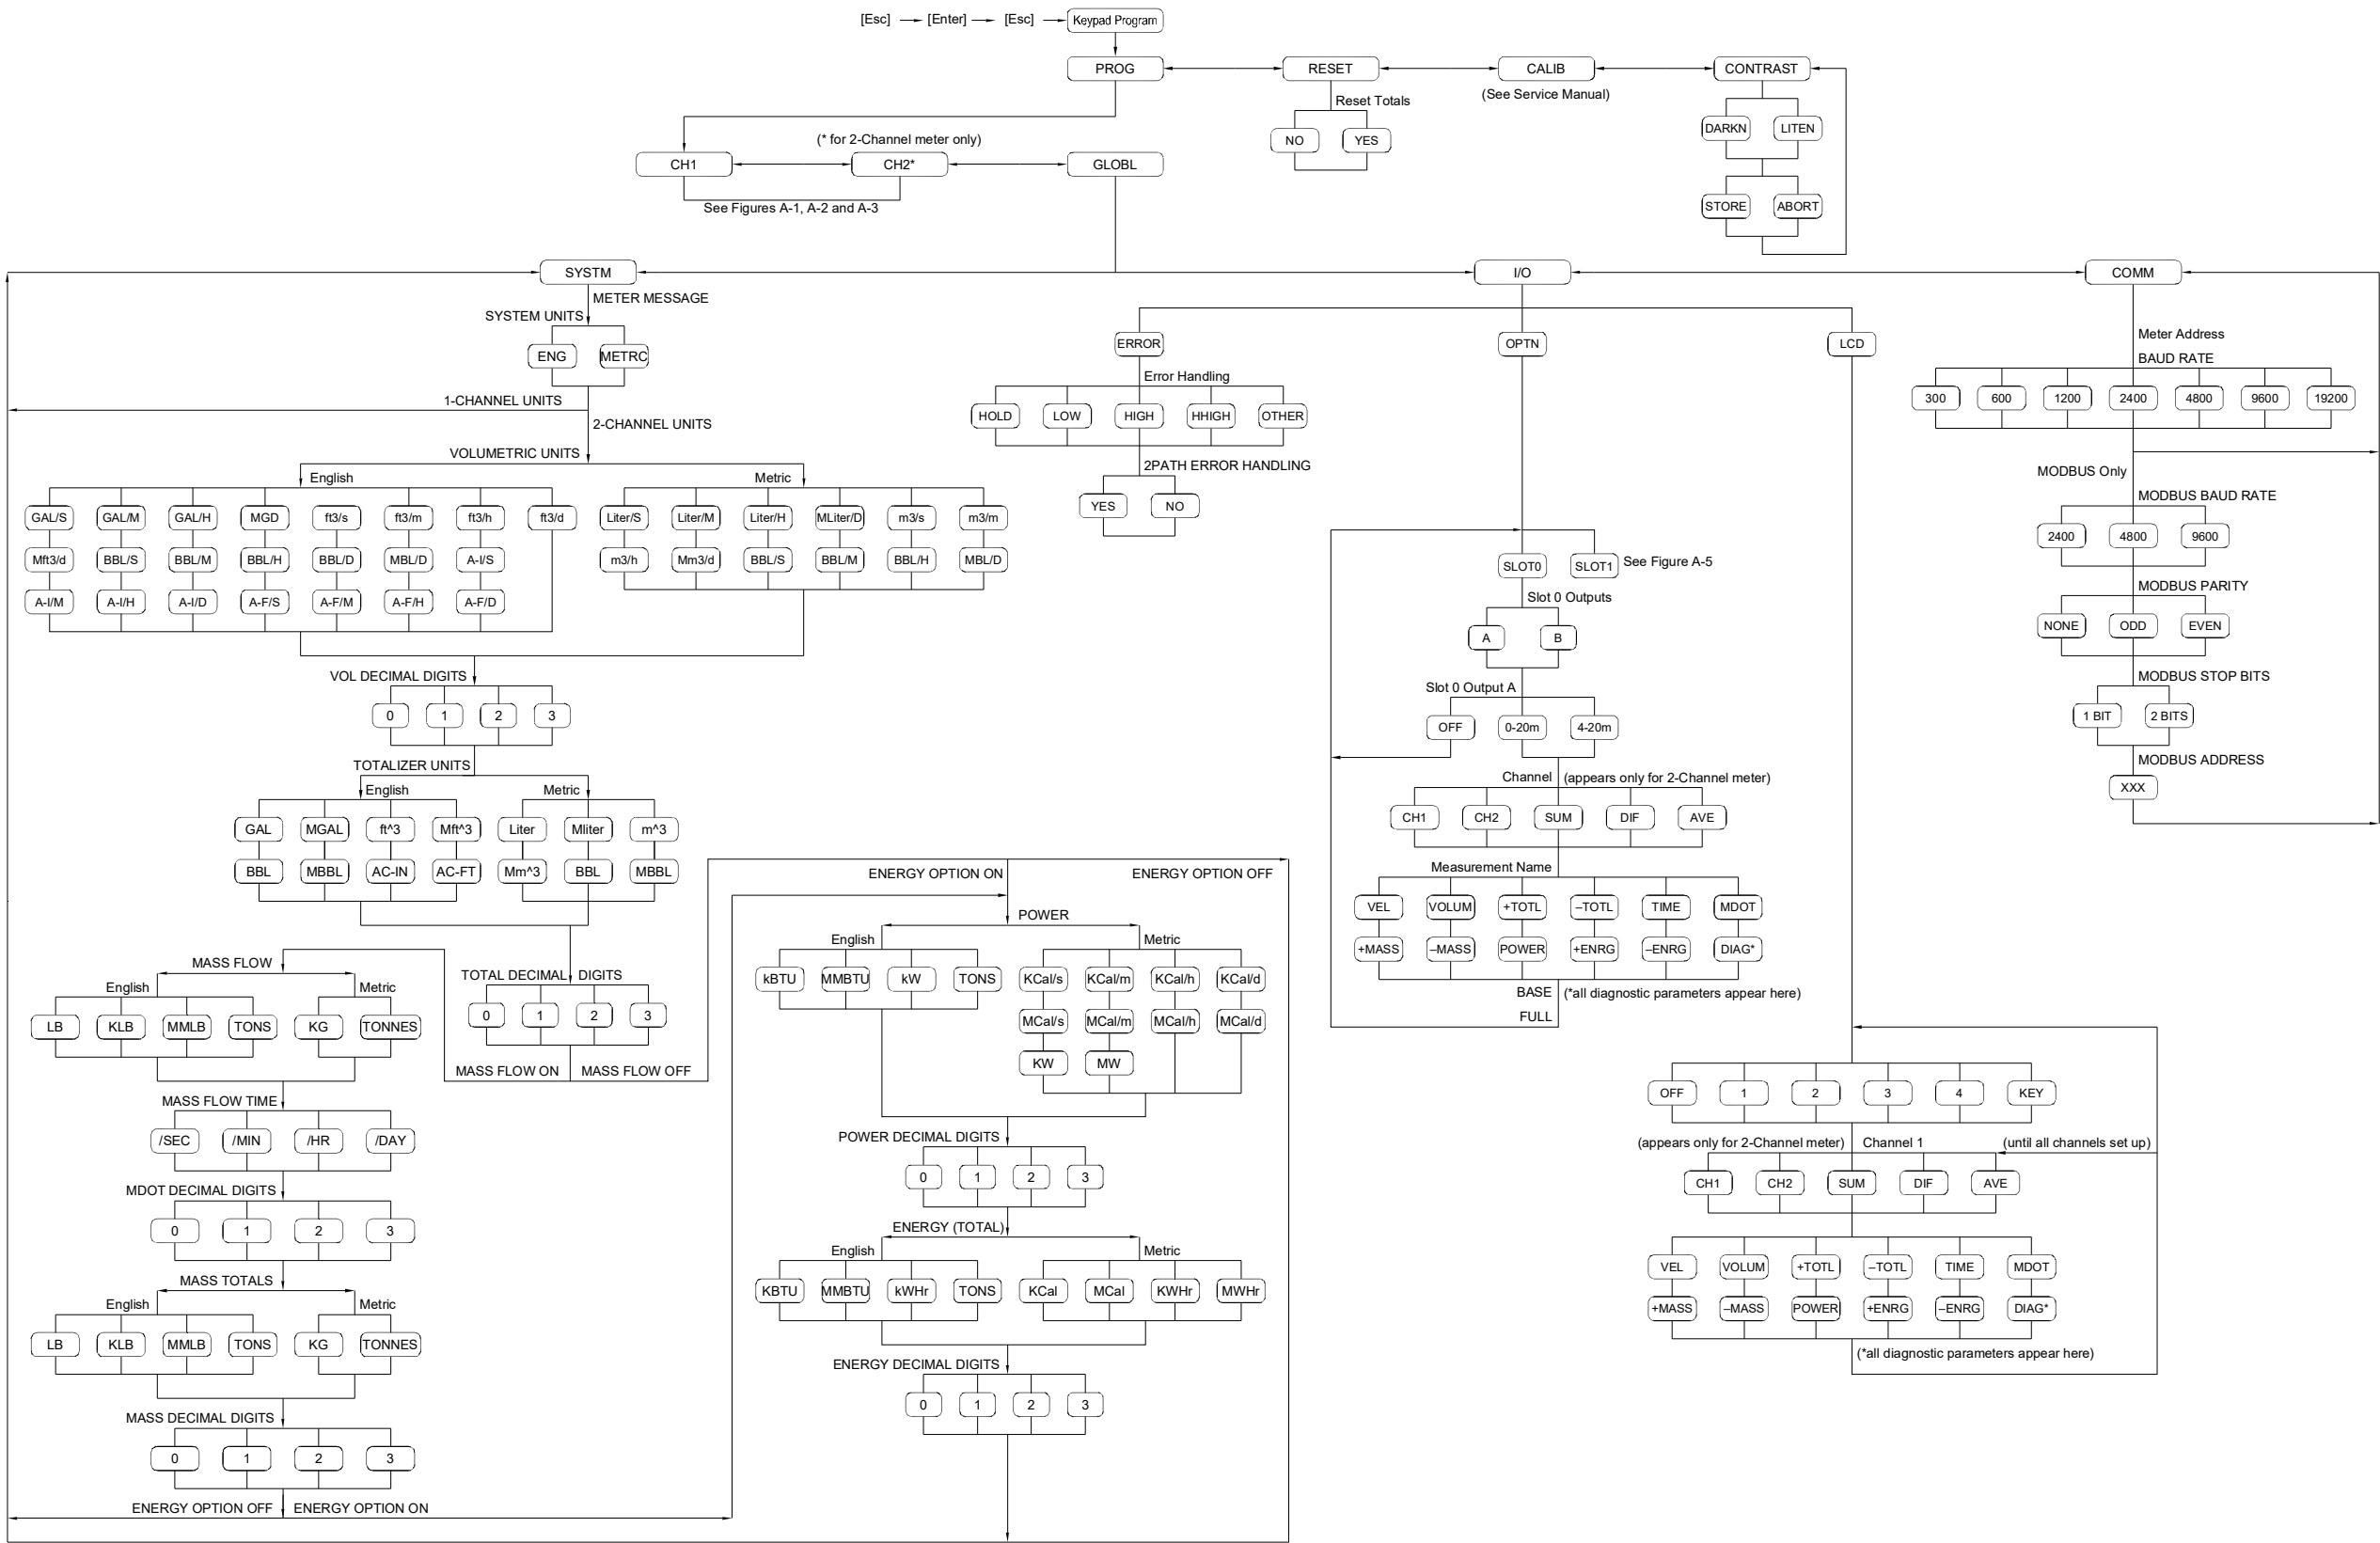 [Esc] [Enter] [Esc] Keypad Program
PROG RESET CALIB CONTRAST
(See Service Manual)
Reset Totals
NO YES
DARKN LITEN
STORE ABORT
(* for 2-Channel meter only)
CH1 CH2* GLOBL
See Figures A-1, A-2 and A-3
SYSTM I/O COMM
METER MESSAGE
SYSTEM UNITS
ENG METRC
1-CHANNEL UNITS
2-CHANNEL UNITS
VOLUMETRIC UNITS
English Metric
GAL/S GAL/M GAL/H MGD ft3/s ft3/m ft3/h ft3/d
Mft3/d BBL/S BBL/M BBL/H BBL/D MBL/D A-I/S
A-I/M A-I/H A-I/D A-F/S A-F/M A-F/H A-F/D
Liter/S Liter/M Liter/H MLiter/D m3/s m3/m
m3/h Mm3/d BBL/S BBL/M BBL/H MBL/D
VOL DECIMAL DIGITS
0 1 2 3
TOTALIZER UNITS
English Metric
GAL MGAL ft^3 Mft^3 Liter Mliter m^3
BBL MBBL AC-IN AC-FT Mm^3 BBL MBBL
TOTAL DECIMAL DIGITS
0 1 2 3
MASS FLOW ON MASS FLOW OFF
MASS FLOW
English Metric
LB KLB MMLB TONS KG TONNES
MASS FLOW TIME
/SEC /MIN /HR /DAY
MDOT DECIMAL DIGITS
0 1 2 3
MASS TOTALS
English Metric
LB KLB MMLB TONS KG TONNES
MASS DECIMAL DIGITS
0 1 2 3
ENERGY OPTION OFF ENERGY OPTION ON
ENERGY OPTION ON ENERGY OPTION OFF
POWER
English Metric
kBTU MMBTU kW TONS KCal/s KCal/m KCal/h KCal/d
MCal/s MCal/m MCal/h MCal/d
KW MW
POWER DECIMAL DIGITS
0 1 2 3
ENERGY (TOTAL)
English Metric
KBTU MMBTU kWHr TONS KCal MCal KWHr MWHr
ENERGY DECIMAL DIGITS
0 1 2 3
ERROR OPTN LCD
Error Handling
HOLD LOW HIGH HHIGH OTHER
2PATH ERROR HANDLING
YES NO
SLOT0 SLOT1 See Figure A-5
Slot 0 Outputs
A B
Slot 0 Output A
OFF 0-20m 4-20m
Channel (appears only for 2-Channel meter)
CH1 CH2 SUM DIF AVE
Measurement Name
VEL VOLUM +TOTL –TOTL TIME MDOT
+MASS –MASS POWER +ENRG –ENRG DIAG*
BASE (*all diagnostic parameters appear here)
FULL
OFF 1 2 3 4 KEY
(appears only for 2-Channel meter) Channel 1 (until all channels set up)
CH1 CH2 SUM DIF AVE
VEL VOLUM +TOTL –TOTL TIME MDOT
+MASS –MASS POWER +ENRG –ENRG DIAG*
(*all diagnostic parameters appear here)
Meter Address
BAUD RATE
300 600 1200 2400 4800 9600 19200
MODBUS Only
MODBUS BAUD RATE
2400 4800 9600
MODBUS PARITY
NONE ODD EVEN
MODBUS STOP BITS
1 BIT 2 BITS
MODBUS ADDRESS
XXX